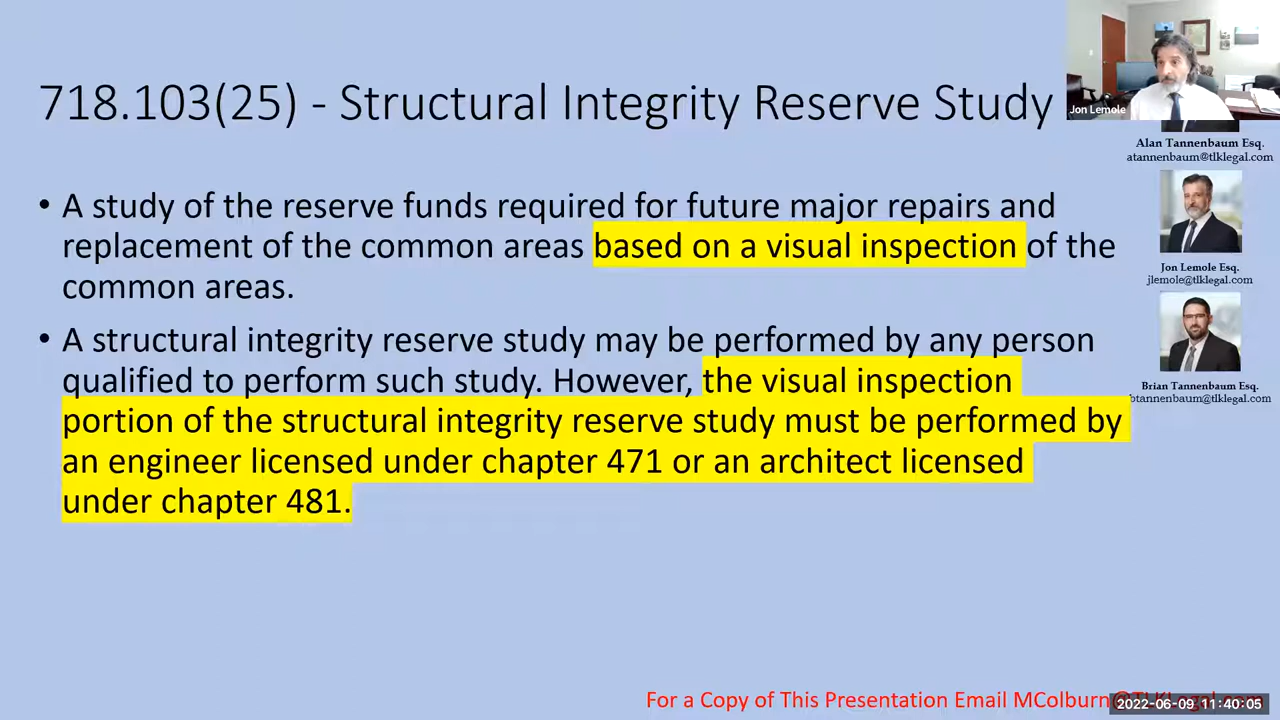 718.103(25) - Structural Integrity Reserve Study
Jon Lemole
Alan Tannenbaum Esq.
atannenbaum@tlklegal.com
• A study of the reserve funds required for future major repairs and
replacement of the common areas based on a visual inspection of the
common areas.
Jon Lemole Esq.
jlemole@tlklegal.com
• A structural integrity reserve study may be performed by any person
qualified to perform such study. However, the visual inspection
portion of the structural integrity reserve study must be performed by
an engineer licensed under chapter 471 or an architect licensed
under chapter 481.
Brian Tannenbaum Esq.
btannenbaum@tlklegal.com
For a Copy of This Presentation Email MColburn@TLKLegal.com
2022-06-09, 11:40:05